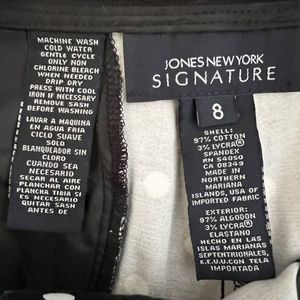 MACHINE WASH
COLD WATER
GENTLE CYCLE
ONLY NON
CHLORINE BLEACH
WHEN NEEDED
DRIP DRY
PRESS WITH COOL
IRON IF NECESSARY
REMOVE SASH
BEFORE WASHING
LAVAR A MAQUINA
EN AGUA FRIA
CICLO SUAVE
SOLO
BLANQUEADOR SIN
CLORO
CUANDO SEA
NECESARIO
SECAR AL AIRE
PLANCHAR CON
PLANCHA TIBIA SI
ES NECESARIO
QUITAR SASH
ANTES DE
JONES NEW YORK
SIGNATURE
8
SHELL:
97% COTTON
3% LYCRA®
SPANDEX
RN 54050
CA 08349
MADE IN
NORTHERN
MARIANA
ISLANDS, USA OF
IMPORTED FABRIC
EXTERIOR:
97% ALGODON
3% LYCRA®
ELASTANO
HECHO EN
LAS ISLAS MARIANAS
SEPTENTRIONALES,
E.E.U.U. CON TELA
IMPORTADA